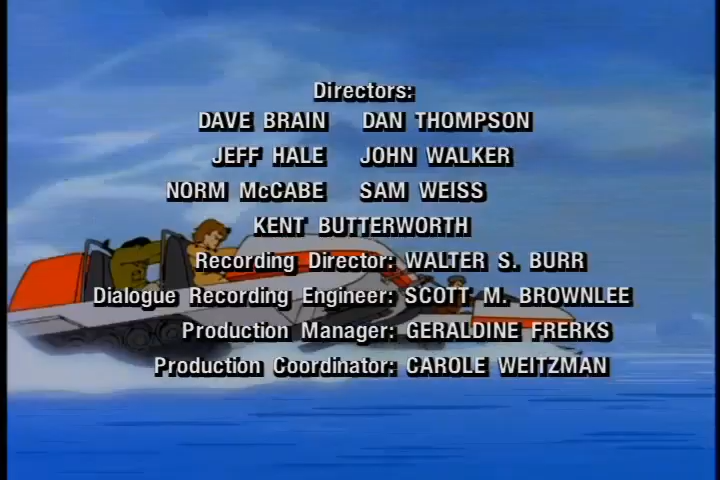 Directors:
DAVE BRAIN DAN THOMPSON
JEFF HALE JOHN WALKER
NORM McCABE SAM WEISS
KENT BUTTERWORTH
Recording Director: WALTER S. BURR
Dialogue Recording Engineer: SCOTT M. BROWNLEE
Production Manager: GERALDINE FRERKS
Production Coordinator: CAROLE WEITZMAN